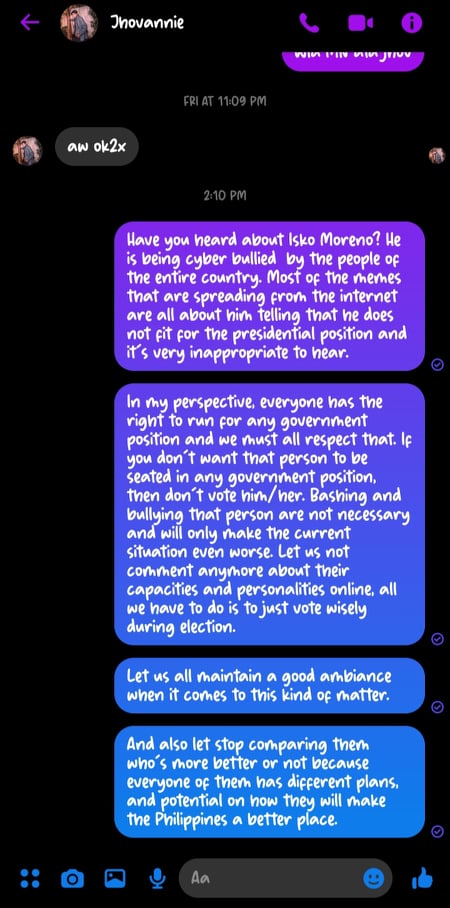 Jhovannie
FRI AT 11:09 PM
aw ok2x
2:10 PM
Have you heard about Isko Moreno? He
is being cyber bullied by the people of
the entire country. Most of the memes
that are spreading from the internet
are all about him telling that he does
not fit for the presidential position and
it's very inappropriate to hear.
In my perspective, everyone has the
right to run for any government
position and we must all respect that. If
you don't want that person to be
seated in any government position,
then don't vote him/her. Bashing and
bullying that person are not necessary
and will only make the current
situation even worse. Let us not
comment anymore about their
capacities and personalities online, all
we have to do is to just vote wisely
during election.
Let us all maintain a good ambiance
when it comes to this kind of matter.
And also let stop comparing them
who's more better or not because
everyone of them has different plans,
and potential on how they will make
the Philippines a better place.
Aa